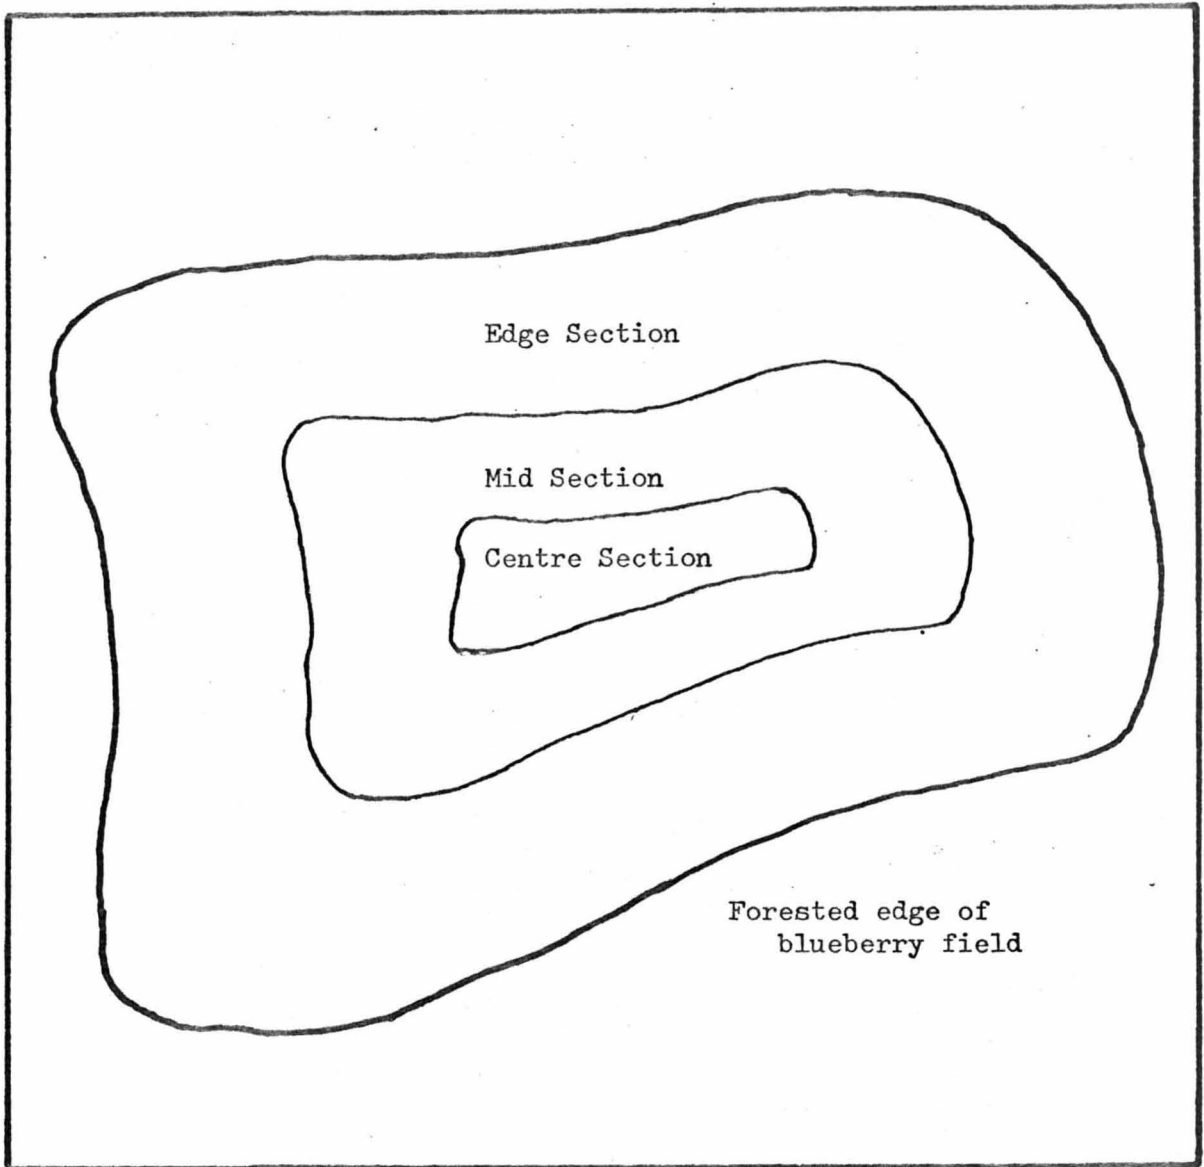 Edge Section
Mid Section
Centre Section
Forested edge of
blueberry field